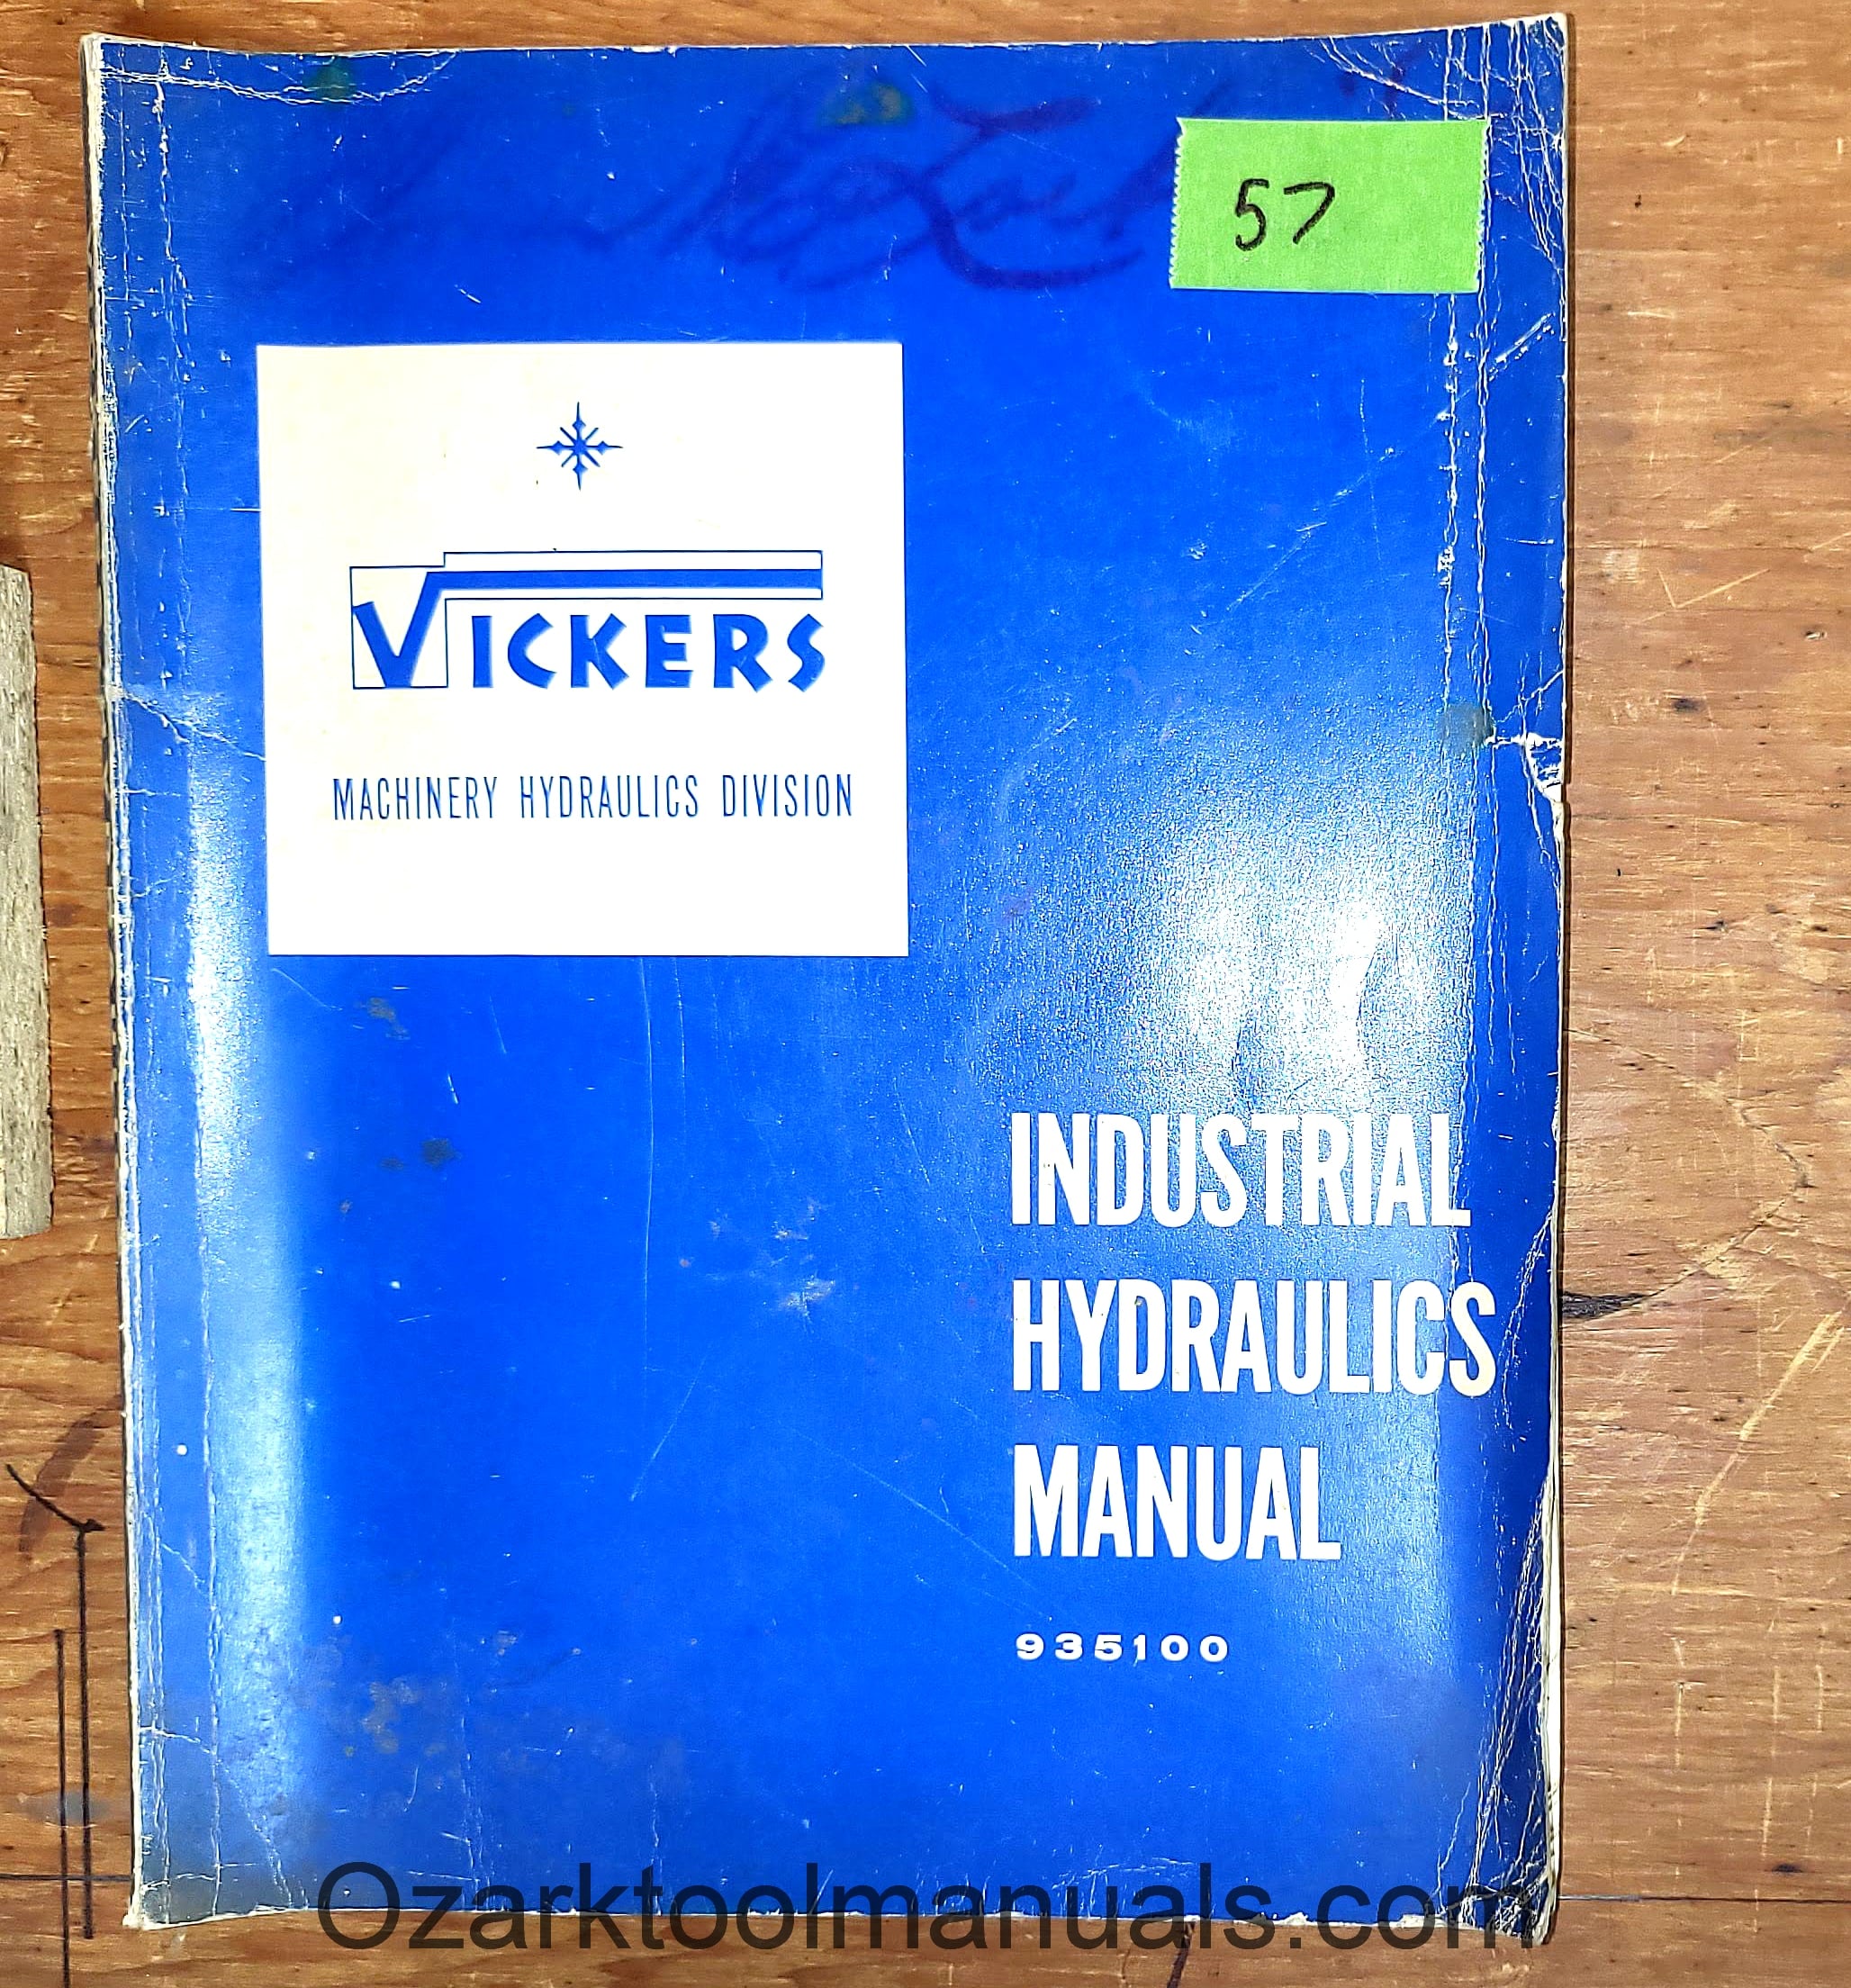 57
VICKERS
MACHINERY HYDRAULICS DIVISION
INDUSTRIAL
HYDRAULICS
MANUAL
935100
Ozarktoolmanuals.com